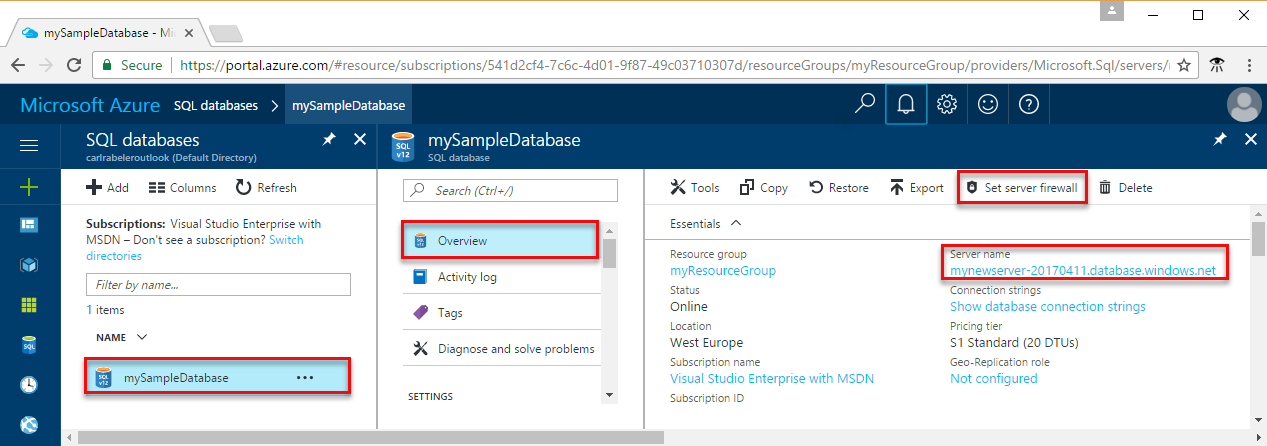 mySampleDatabase - Mic
Secure https://portal.azure.com/#resource/subscriptions/541d2cf4-7c6c-4d01-9f87-49c03710307d/resourceGroups/myResourceGroup/providers/Microsoft.Sql/servers/
Microsoft Azure SQL databases > mySampleDatabase
SQL databases
carlrabeleroutlook (Default Directory)
Add Columns Refresh
Subscriptions: Visual Studio Enterprise with
MSDN – Don't see a subscription? Switch
directories
Filter by name...
1 items
NAME
SQL v12 mySampleDatabase ...
SQL v12
mySampleDatabase
SQL database
Search (Ctrl+/)
Overview
Activity log
Tags
Diagnose and solve problems
SETTINGS
Tools Copy Restore Export Set server firewall Delete
Essentials
Resource group
myResourceGroup
Status
Online
Location
West Europe
Subscription name
Visual Studio Enterprise with MSDN
Subscription ID
Server name
mynewserver-20170411.database.windows.net
Connection strings
Show database connection strings
Pricing tier
S1 Standard (20 DTUs)
Geo-Replication role
Not configured